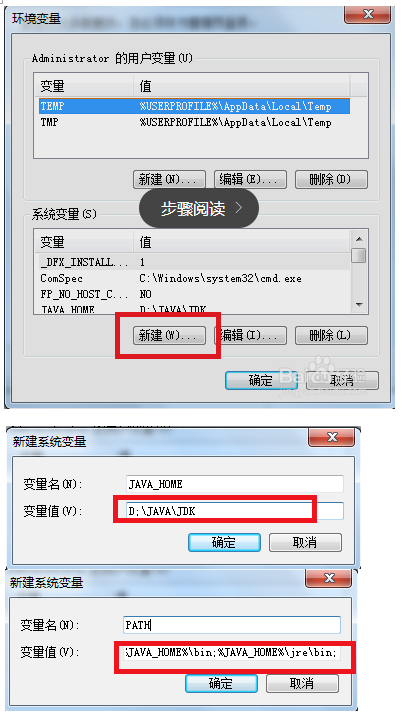 环境变量
Administrator 的用户变量(U)
变量 值
TEMP %USERPROFILE%\AppData\Local\Temp
TMP %USERPROFILE%\AppData\Local\Temp
新建(N)... 编辑(E)... 删除(D)
步骤阅读
系统变量(S)
变量 值
_DFX_INSTALL... 1
ComSpec C:\Windows\system32\cmd.exe
FP_NO_HOST_C... NO
JAVA_HOME D:\JAVA\JDK
新建(W)... 编辑(I)... 删除(L)
Baidu经验
确定 取消
新建系统变量
变量名(N): JAVA_HOME
变量值(V): D;\JAVA\JDK
确定 取消
新建系统变量
变量名(N): PATH
变量值(V): %JAVA_HOME%\bin;%JAVA_HOME%\jre\bin;
确定 取消